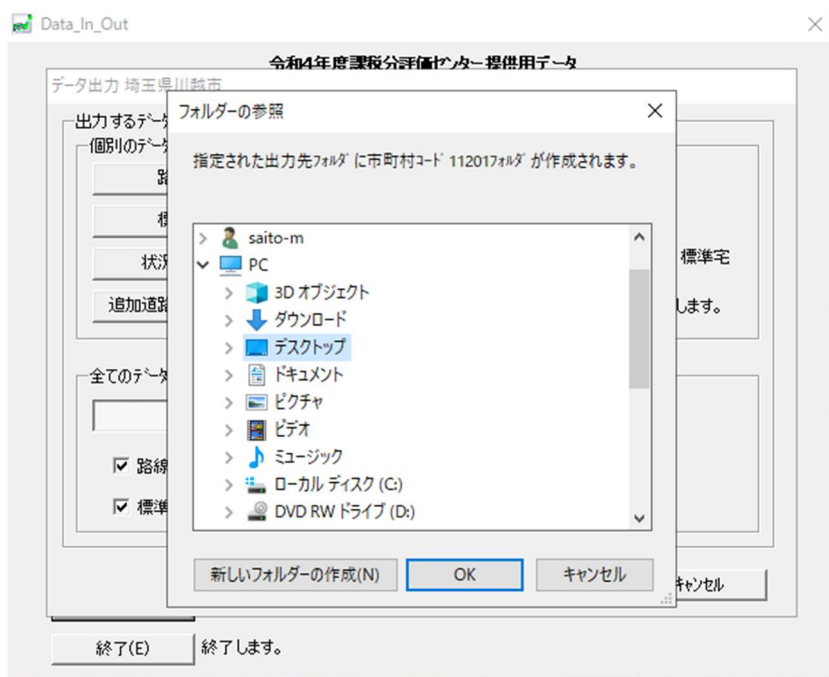 Data_In_Out
令和4年度課税分評価ｾﾝﾀｰ提供用データ
データ出力 埼玉県川越市
フォルダーの参照
出力するデー
個別のデー
指定された出力先ﾌｫﾙﾀﾞに市町村ｺｰﾄﾞ11201ﾌｫﾙﾀﾞが作成されます。
saito-m
PC
状況
標準宅
3D オブジェクト
追加道路
します。
ダウンロード
デスクトップ
全てのデータ
ドキュメント
ピクチャ
ビデオ
路線
ミュージック
ローカル ディスク (C:)
標準
DVD RW ドライブ (D:)
新しいフォルダーの作成(N)
OK
キャンセル
ｷｬﾝｾﾙ
終了(E)
終了します。